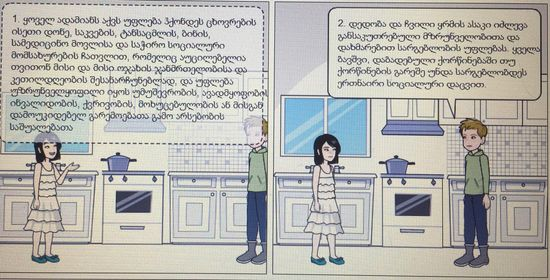 1. ყოველ ადამიანს აქვს უფლება ჰქონდეს ცხოვრების
ისეთი დონე, საკვების, ტანსაცმლის, ბინის,
სამედიცინო მოვლისა და საჭირო სოციალური
მომსახურების ჩათვლით, რომელიც აუცილებელია
თვითონ მისი და მისი ოჯახის ჯანმრთელობისა და
კეთილდღეობის შესანარჩუნებლად, და უფლება
უზრუნველყოფილი იყოს უმუშევრობის, ავადმყოფობის
ინვალიდობის, ქვრივობის, მოხუცებულობის ან მისგან
დამოუკიდებელ გარემოებათა გამო არსებობის
საშუალებათა
2. დედობა და ჩვილი ყრმის ასაკი იძლევა
განსაკუთრებული მზრუნველობითა და
დახმარებით სარგებლობის უფლებას. ყველა
ბავშვი, დაბადებული ქორწინებაში თუ
ქორწინების გარეშე უნდა სარგებლობდეს
ერთნაირი სოციალური დაცვით.